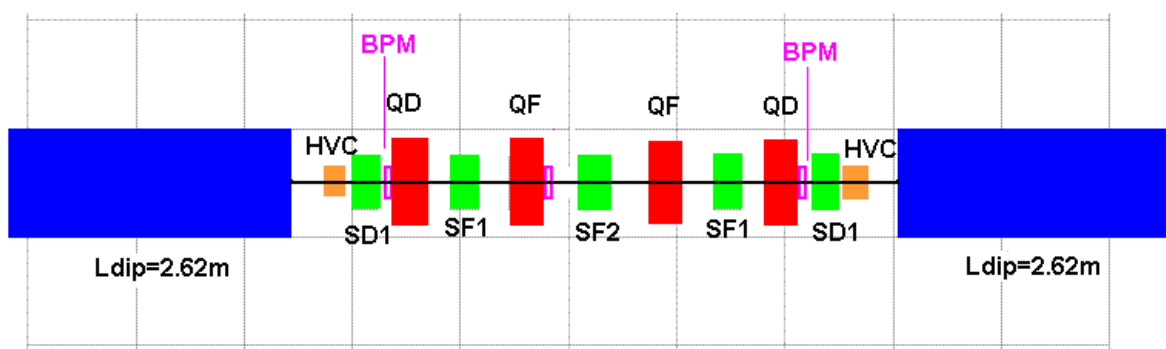 BPM
BPM
QD
QF
QF
QD
HVC
HVC
SD1
SF1
SF2
SF1
SD1
Ldip=2.62m
Ldip=2.62m